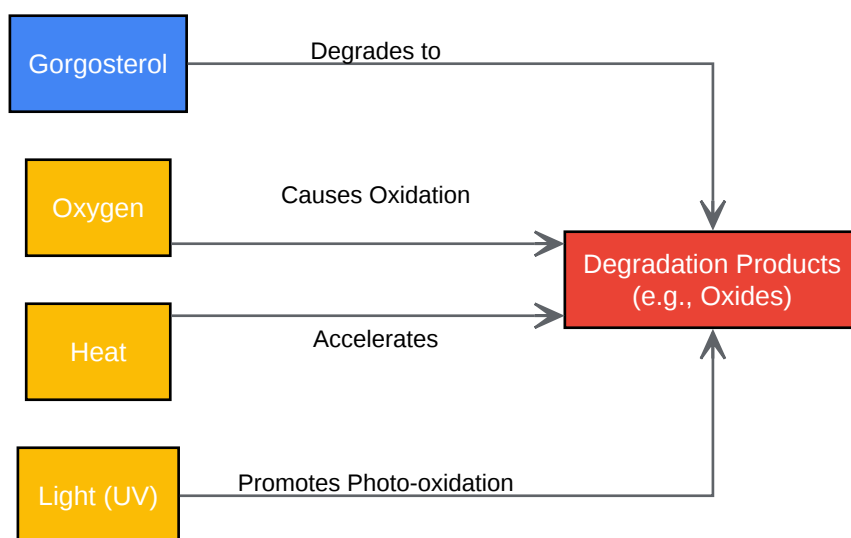 Gorgosterol
Degrades to
Oxygen
Causes Oxidation
Degradation Products
(e.g., Oxides)
Heat
Accelerates
Light (UV)
Promotes Photo-oxidation